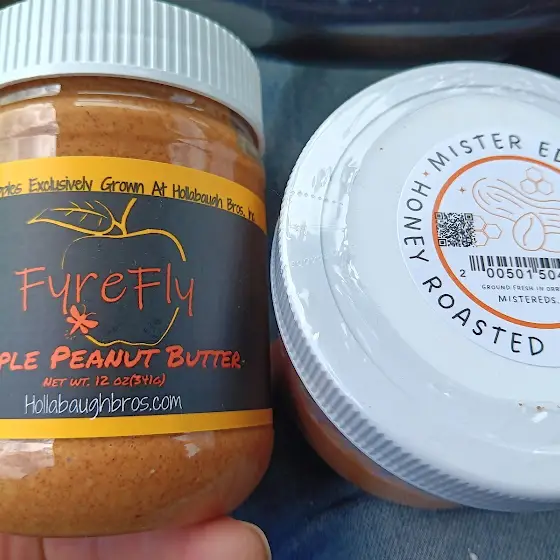 Exclusively Grown At Hollabaugh Bros, Inc
FyreFly
PLE PEANUT BUTTER
NET WT. 12 OZ(341G)
Hollabaughbros.com
MISTER ED
HONEY ROASTED
2 00501 504
GROUND FRESH IN ORR
MISTEREDS.